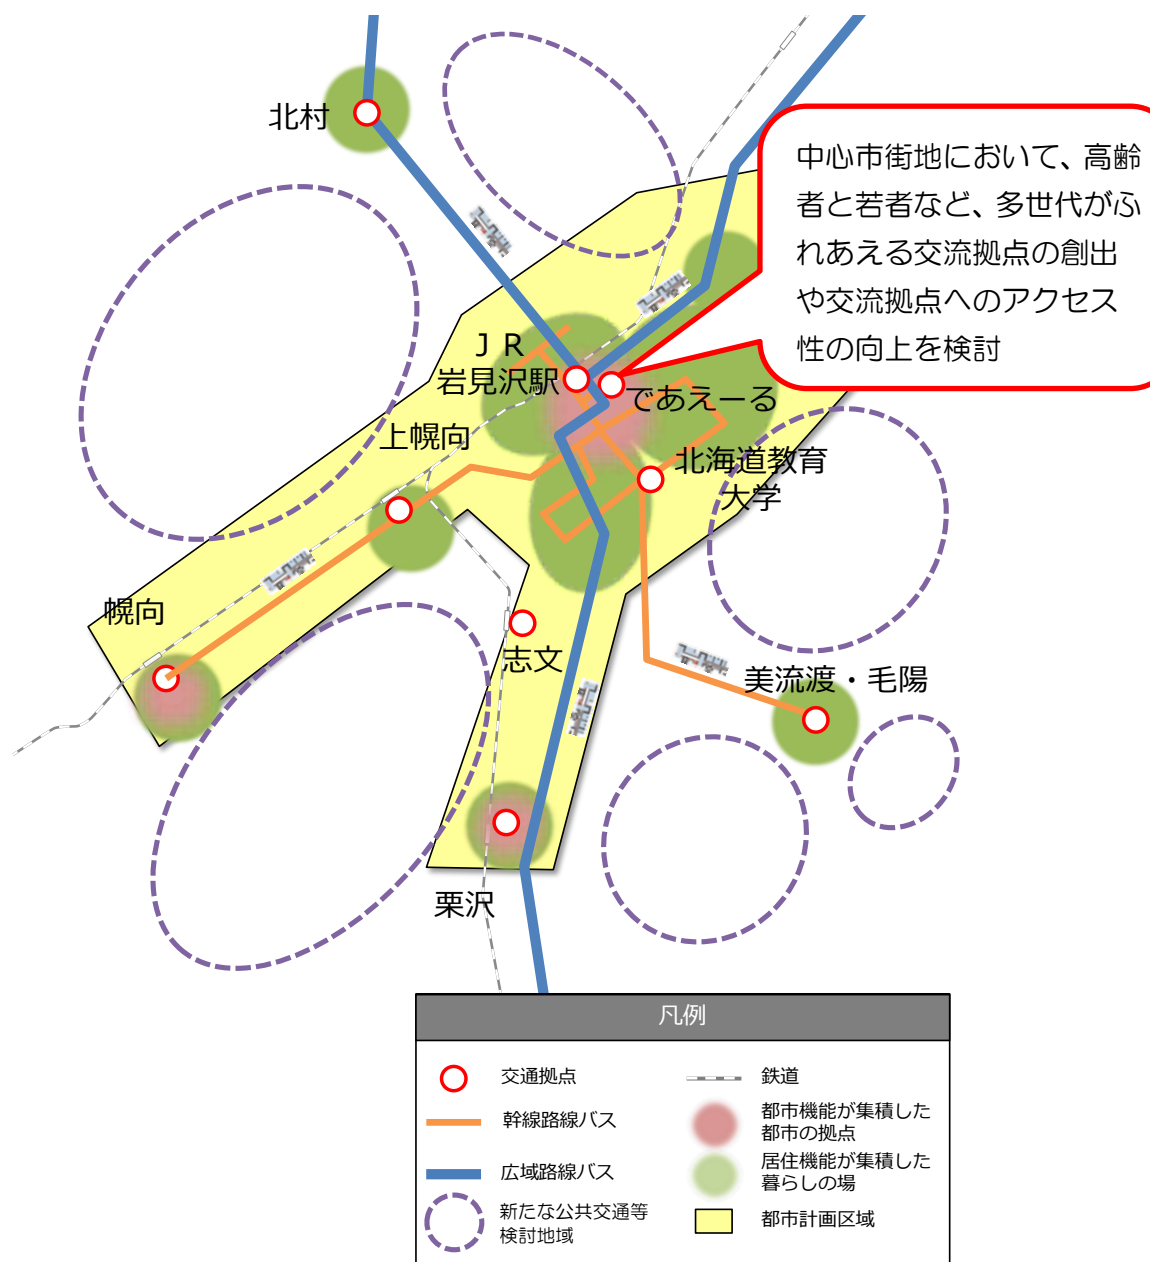 北村
中心市街地において、高齢
者と若者など、多世代がふ
れあえる交流拠点の創出
や交流拠点へのアクセス
性の向上を検討
ＪＲ
岩見沢駅
であえーる
上幌向
北海道教育
大学
幌向
志文
美流渡・毛陽
栗沢
凡例
交通拠点
鉄道
幹線路線バス
都市機能が集積した
都市の拠点
広域路線バス
居住機能が集積した
暮らしの場
新たな公共交通等
検討地域
都市計画区域